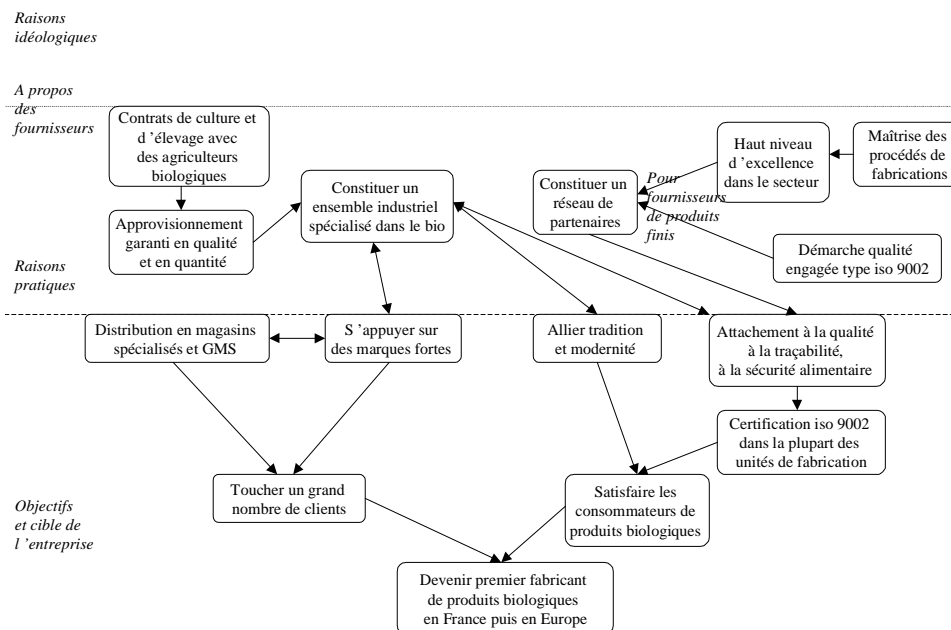 Raisons
idéologiques
A propos
des
fournisseurs
Contrats de culture et
d ’élevage avec
des agriculteurs
biologiques
Haut niveau
d ’excellence
dans le secteur
Maîtrise des
procédés de
fabrications
Constituer un
ensemble industriel
spécialisé dans le bio
Constituer un
réseau de
partenaires
Pour
fournisseurs
de produits
finis
Approvisionnement
garanti en qualité
et en quantité
Démarche qualité
engagée type iso 9002
Raisons
pratiques
Distribution en magasins
spécialisés et GMS
S ’appuyer sur
des marques fortes
Allier tradition
et modernité
Attachement à la qualité
à la traçabilité,
à la sécurité alimentaire
Certification iso 9002
dans la plupart des
unités de fabrication
Objectifs
et cible de
l ’entreprise
Toucher un grand
nombre de clients
Satisfaire les
consommateurs de
produits biologiques
Devenir premier fabricant
de produits biologiques
en France puis en Europe